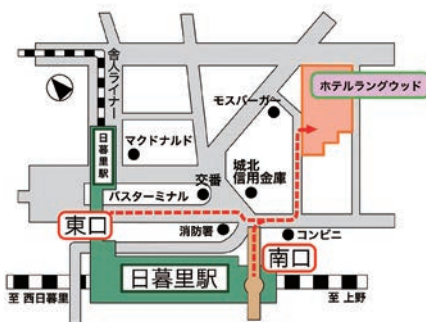 舎人ライナー
ホテルラングウッド
モスバーガー
日暮里駅
マクドナルド
城北
信用金庫
交番
バスターミナル
東口
消防署
コンビニ
南口
日暮里駅
至 西日暮里
至 上野